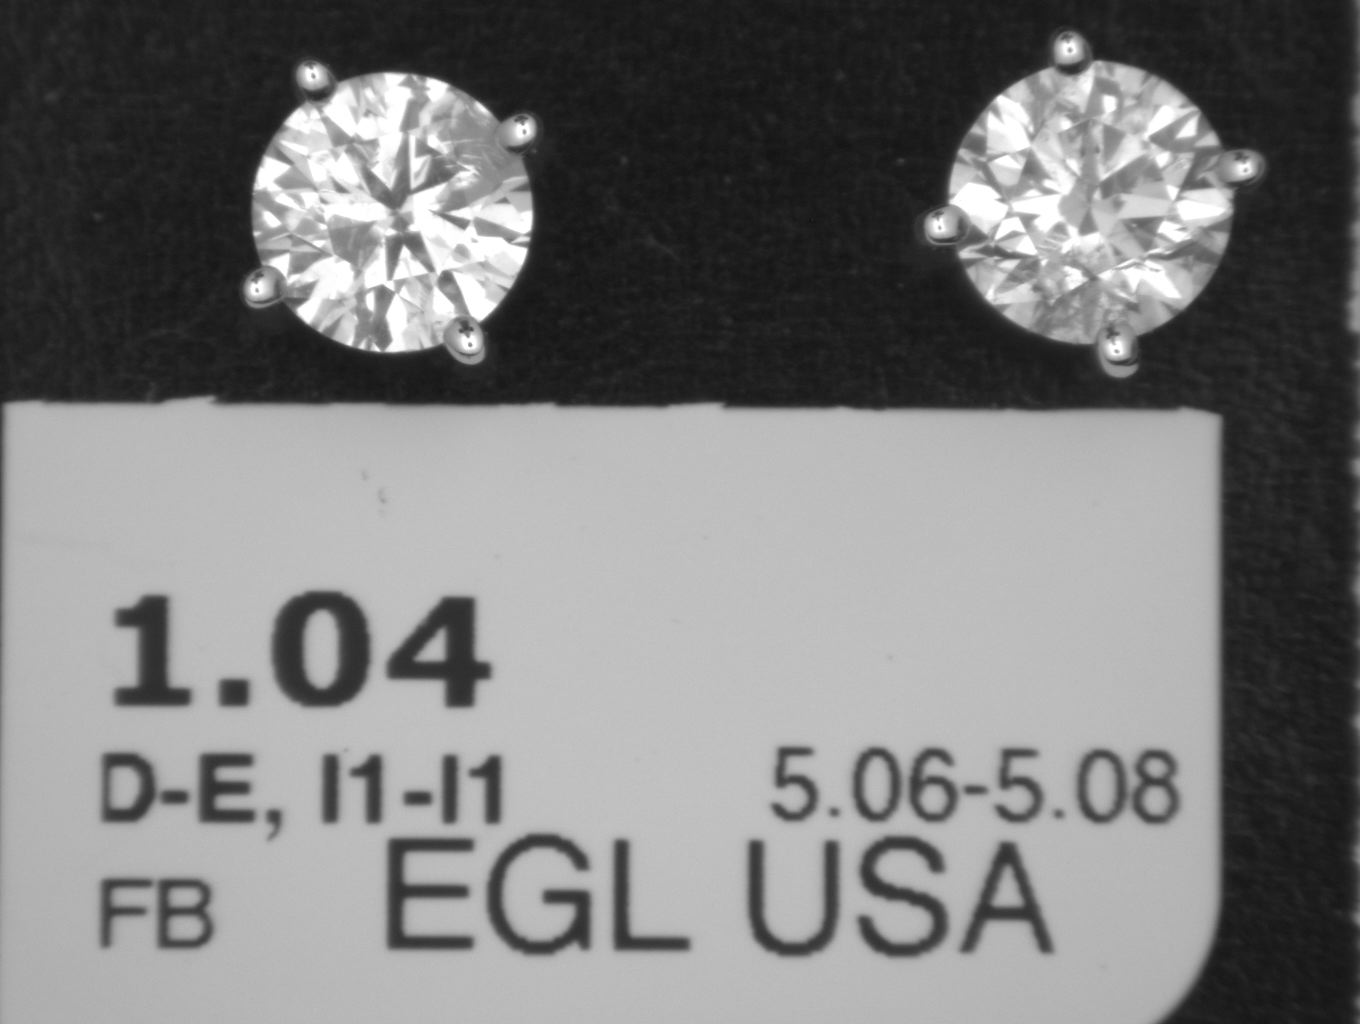 1.04
D-E, I1-I1 5.06-5.08
FB EGL USA